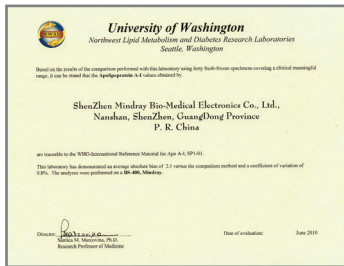 University of Washington
Northwest Lipid Metabolism and Diabetes Research Laboratories
Seattle, Washington
Based on the results of the comparison performed with this laboratory using forty fresh-frozen specimens covering a clinical meaningful
range, it can be stated that the Apolipoprotein A-I values obtained by
ShenZhen Mindray Bio-Medical Electronics Co., Ltd.,
Nanshan, ShenZhen, GuangDong Province
P. R. China
are traceable to the WHO-International Reference Material for Apo A-I, SP1-01.
This laboratory has demonstrated an average absolute bias of 2.1 versus the comparison method and a coefficient of variation of
0.8%. The analyses were performed on a BS-400, Mindray.
Director:
Santica M. Marcovina, Ph.D.
Research Professor of Medicine
Date of evaluation: June 2010